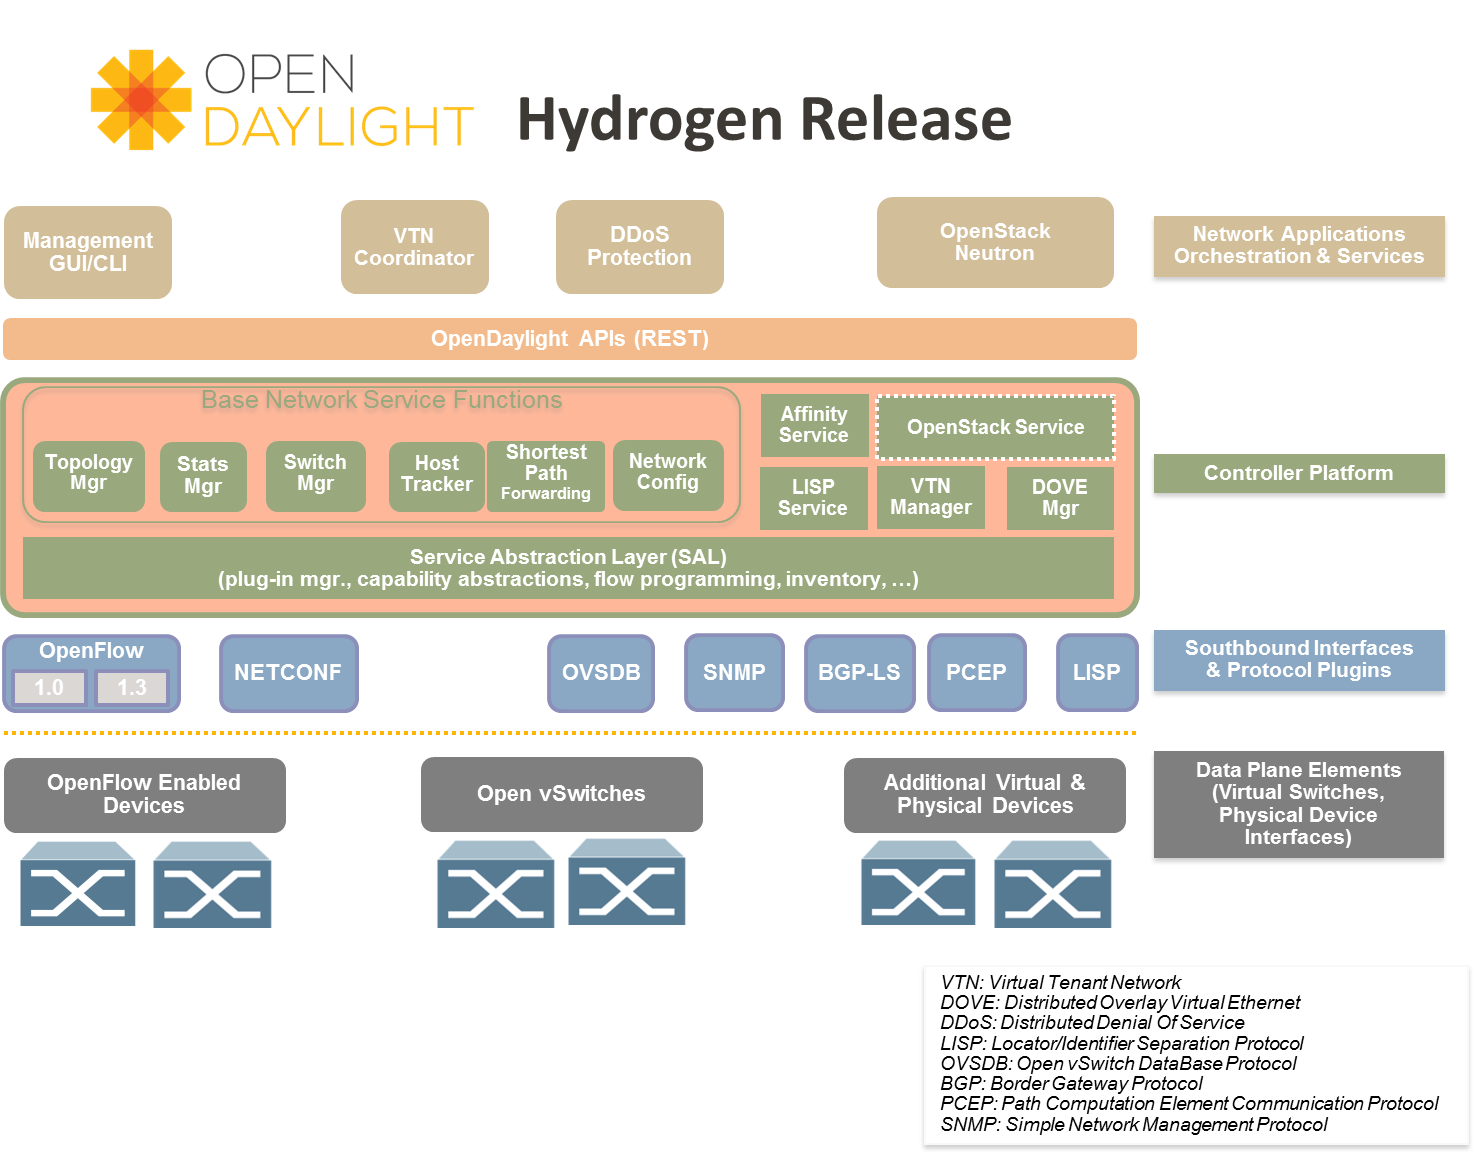 OPEN
DAYLIGHT
Hydrogen Release
Management
GUI/CLI
VTN
Coordinator
DDoS
Protection
OpenStack
Neutron
Network Applications
Orchestration & Services
OpenDaylight APIs (REST)
Base Network Service Functions
Topology
Mgr
Stats
Mgr
Switch
Mgr
Host
Tracker
Shortest
Path
Forwarding
Network
Config
Affinity
Service
OpenStack Service
LISP
Service
VTN
Manager
DOVE
Mgr
Controller Platform
Service Abstraction Layer (SAL)
(plug-in mgr., capability abstractions, flow programming, inventory, …)
OpenFlow
1.0
1.3
NETCONF
OVSDB
SNMP
BGP-LS
PCEP
LISP
Southbound Interfaces
& Protocol Plugins
OpenFlow Enabled
Devices
Open vSwitches
Additional Virtual &
Physical Devices
Data Plane Elements
(Virtual Switches,
Physical Device
Interfaces)
VTN: Virtual Tenant Network
DOVE: Distributed Overlay Virtual Ethernet
DDoS: Distributed Denial Of Service
LISP: Locator/Identifier Separation Protocol
OVSDB: Open vSwitch DataBase Protocol
BGP: Border Gateway Protocol
PCEP: Path Computation Element Communication Protocol
SNMP: Simple Network Management Protocol